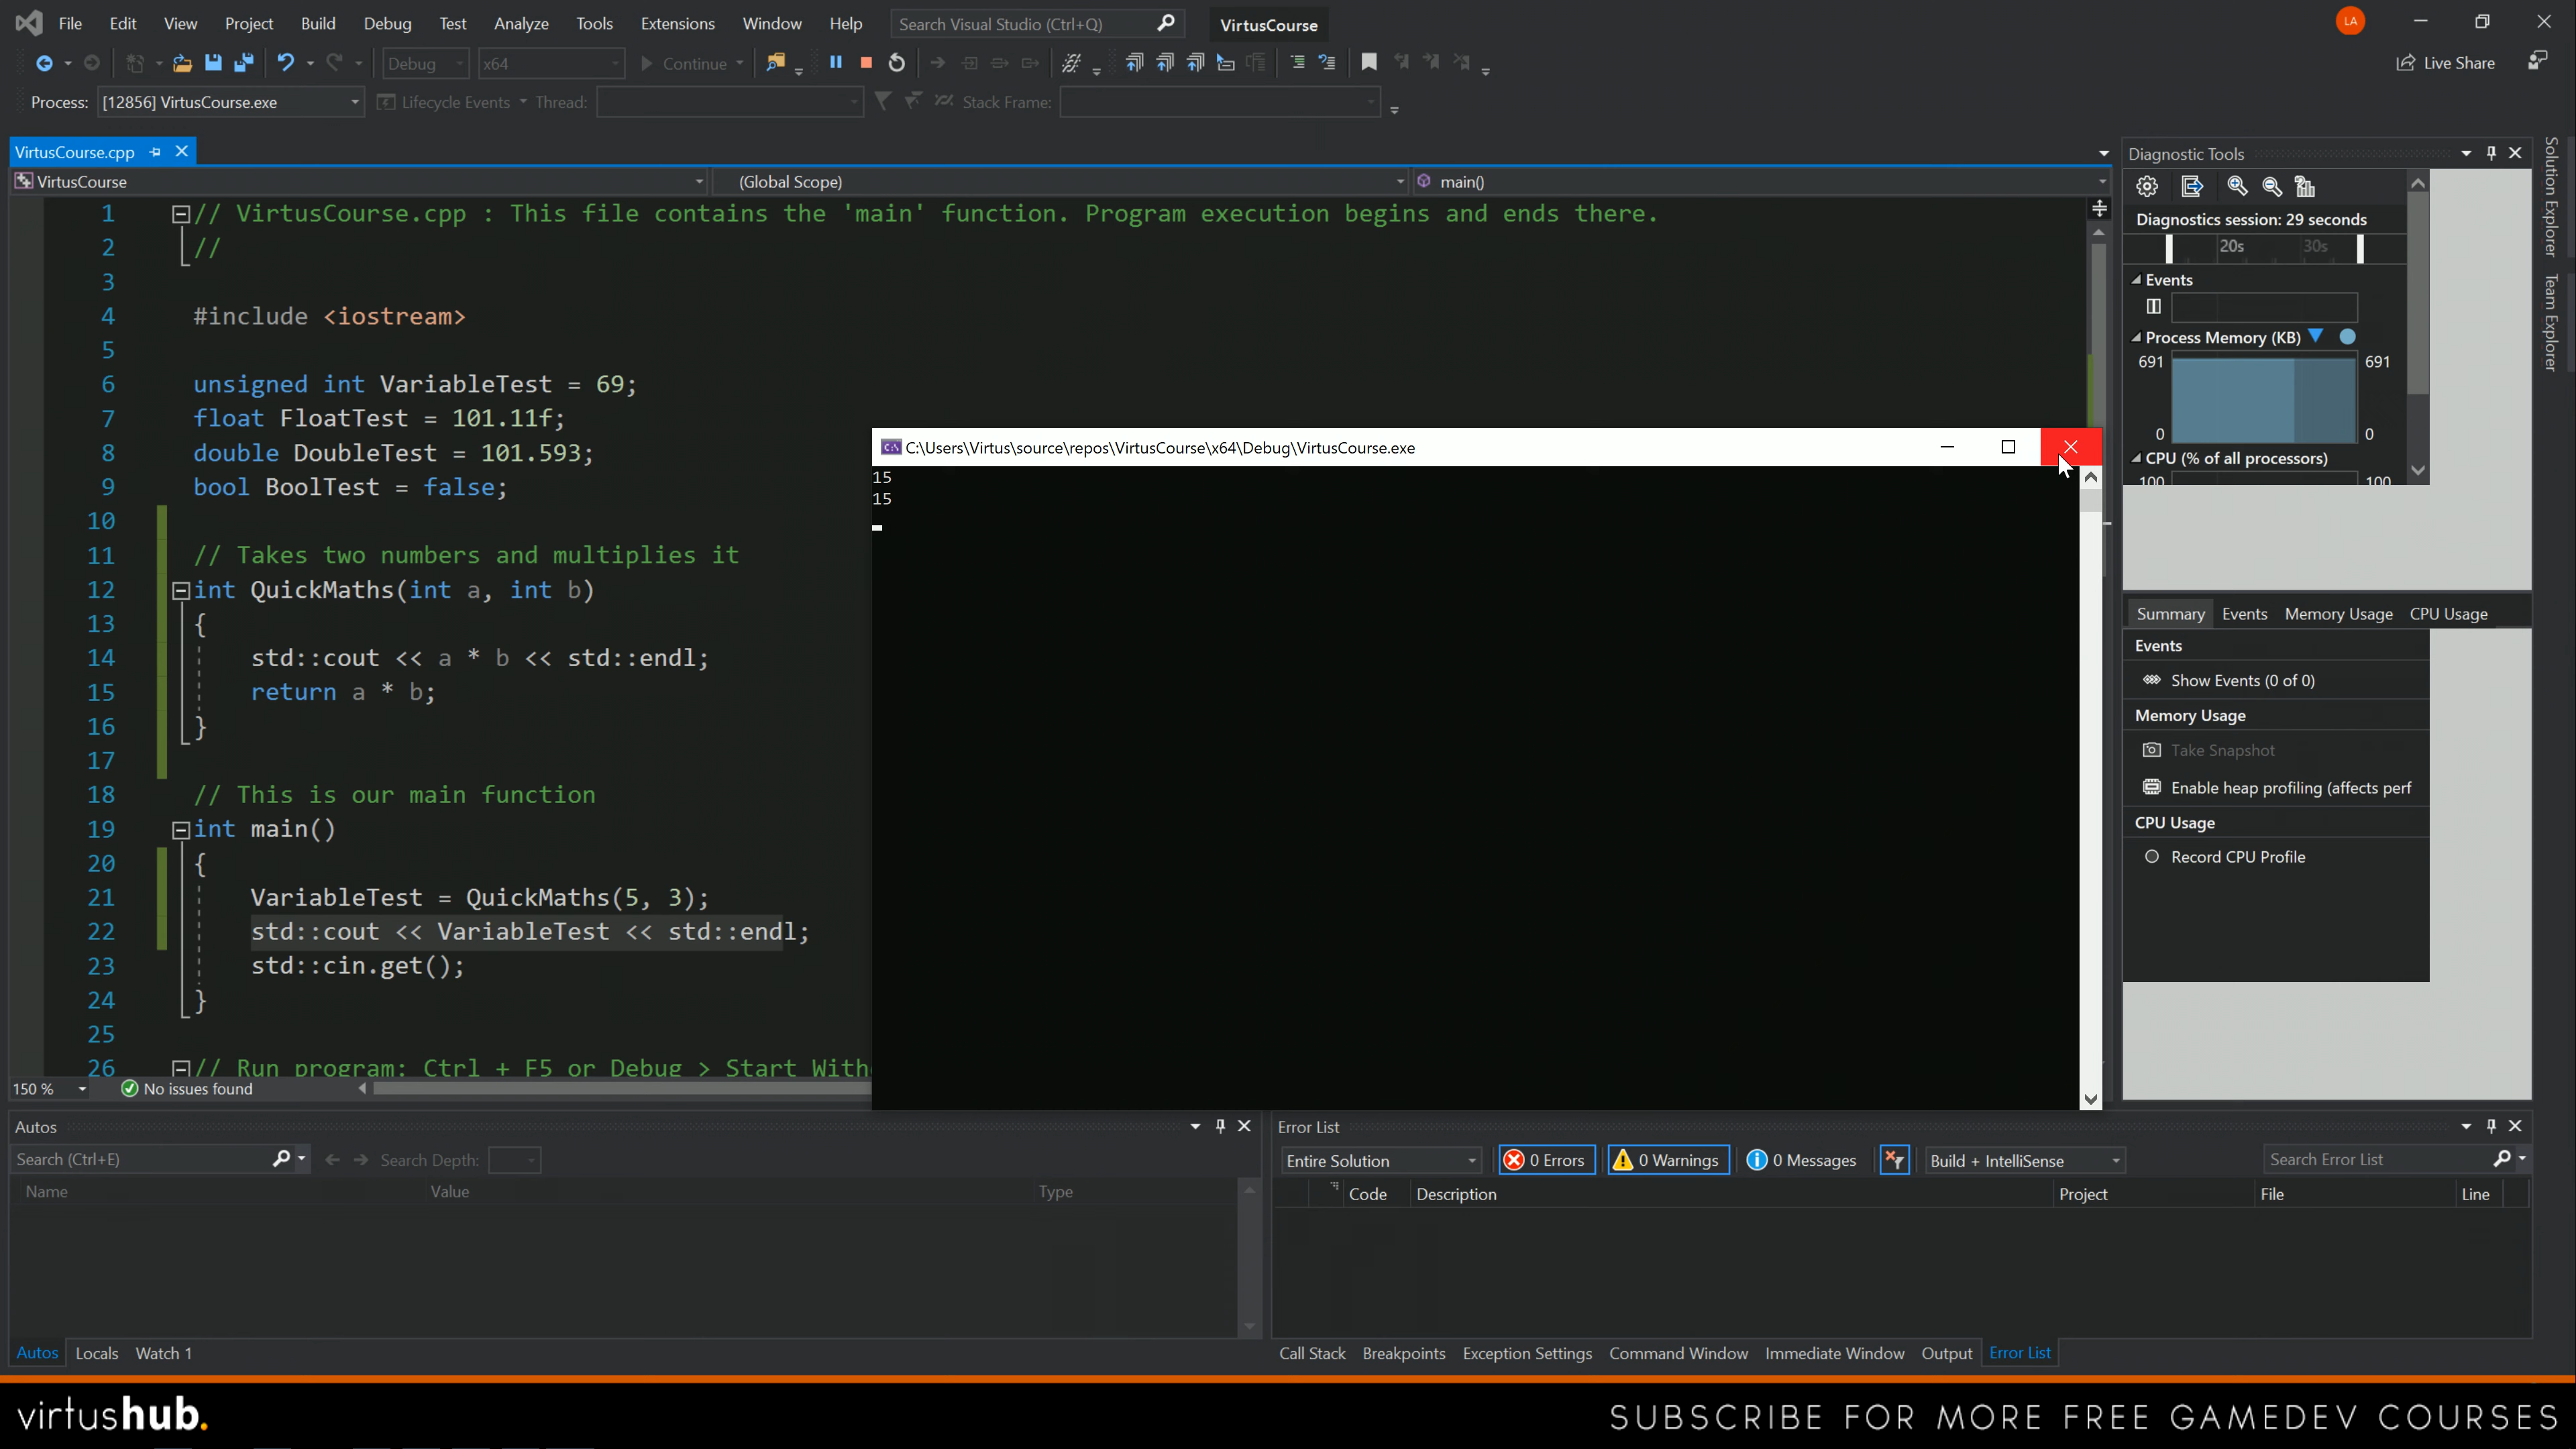 File Edit View Project Build Debug Test Analyze Tools Extensions Window Help Search Visual Studio (Ctrl+Q) VirtusCourse LA
Debug x64 Continue Live Share
Process: [12856] VirtusCourse.exe Lifecycle Events Thread: Stack Frame:
VirtusCourse.cpp
VirtusCourse (Global Scope) main()
1 // VirtusCourse.cpp : This file contains the 'main' function. Program execution begins and ends there.
2 //
3
4 #include <iostream>
5
6 unsigned int VariableTest = 69;
7 float FloatTest = 101.11f;
8 double DoubleTest = 101.593;
9 bool BoolTest = false;
10
11 // Takes two numbers and multiplies it
12 int QuickMaths(int a, int b)
13 {
14 std::cout << a * b << std::endl;
15 return a * b;
16 }
17
18 // This is our main function
19 int main()
20 {
21 VariableTest = QuickMaths(5, 3);
22 std::cout << VariableTest << std::endl;
23 std::cin.get();
24 }
25
26 // Run program: Ctrl + F5 or Debug > Start With
150 % No issues found
C:\Users\Virtus\source\repos\VirtusCourse\x64\Debug\VirtusCourse.exe
15
15
Diagnostic Tools
Diagnostics session: 29 seconds
20s 30s
Events
Process Memory (KB)
691 691
0 0
CPU (% of all processors)
100 100
Summary Events Memory Usage CPU Usage
Events
Show Events (0 of 0)
Memory Usage
Take Snapshot
Enable heap profiling (affects perf
CPU Usage
Record CPU Profile
Solution Explorer
Team Explorer
Autos
Search (Ctrl+E) Search Depth:
Name Value Type
Autos Locals Watch 1
Error List
Entire Solution 0 Errors 0 Warnings 0 Messages Build + IntelliSense Search Error List
Code Description Project File Line
Call Stack Breakpoints Exception Settings Command Window Immediate Window Output Error List
virtushub.
SUBSCRIBE FOR MORE FREE GAMEDEV COURSES